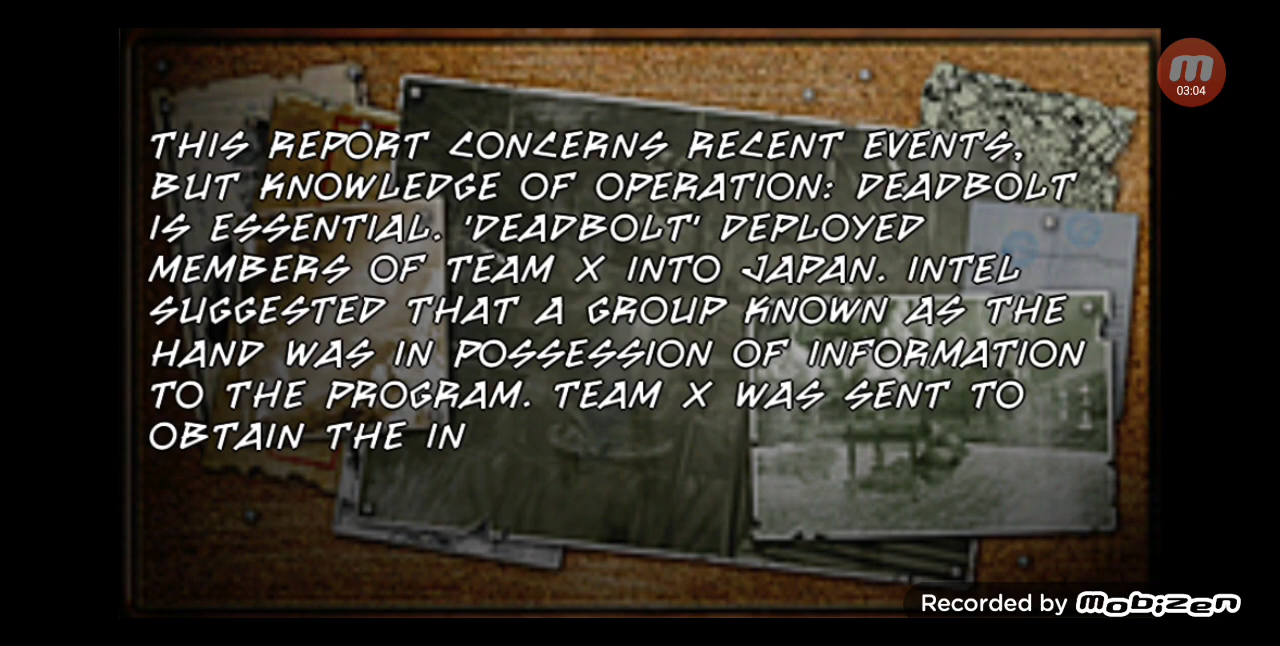 03:04
THIS REPORT CONCERNS RECENT EVENTS,
BUT KNOWLEDGE OF OPERATION: DEADBOLT
IS ESSENTIAL. 'DEADBOLT' DEPLOYED
MEMBERS OF TEAM X INTO JAPAN. INTEL
SUGGESTED THAT A GROUP KNOWN AS THE
HAND WAS IN POSSESSION OF INFORMATION
TO THE PROGRAM. TEAM X WAS SENT TO
OBTAIN THE IN
Recorded by mobizen